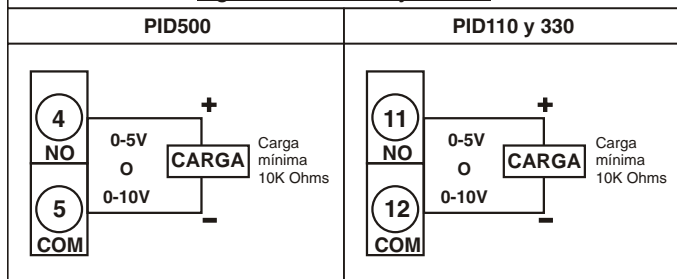 PID500
PID110 y 330
4
NO
5
COM
0-5V
O
0-10V
+
CARGA
-
Carga
mínima
10K Ohms
11
NO
12
COM
0-5V
O
0-10V
+
CARGA
-
Carga
mínima
10K Ohms